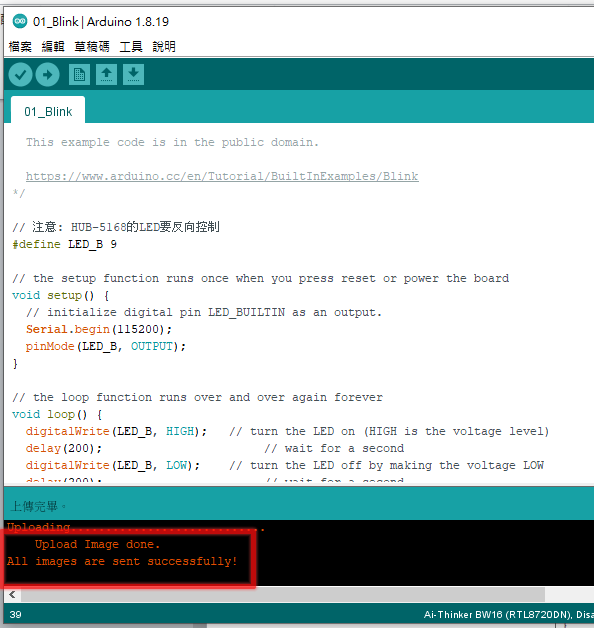 01_Blink | Arduino 1.8.19
檔案 編輯 草稿碼 工具 說明
01_Blink
This example code is in the public domain.
https://www.arduino.cc/en/Tutorial/BuiltInExamples/Blink
*/
// 注意: HUB-5168的LED要反向控制
#define LED_B 9
// the setup function runs once when you press reset or power the board
void setup() {
// initialize digital pin LED_BUILTIN as an output.
Serial.begin(115200);
pinMode(LED_B, OUTPUT);
}
// the loop function runs over and over again forever
void loop() {
digitalWrite(LED_B, HIGH); // turn the LED on (HIGH is the voltage level)
delay(200); // wait for a second
digitalWrite(LED_B, LOW); // turn the LED off by making the voltage LOW
delay(200); // wait for a second
上傳完畢。
Uploading.............................
Upload Image done.
All images are sent successfully!
39
Ai-Thinker BW16 (RTL8720DN), Disa